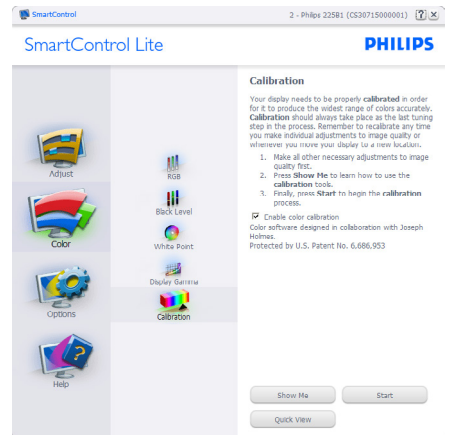 SmartControl
2 - Philips 225B1 (CS30715000001)
? x
SmartControl Lite
PHILIPS
Adjust
Color
Options
Help
RGB
Black Level
White Point
Display Gamma
Calibration
Calibration
Your display needs to be properly calibrated in order
for it to produce the widest range of colors accurately.
Calibration should always take place as the last tuning
step in the process. Remember to recalibrate any time
you make individual adjustments to image quality or
whenever you move your display to a new location.
1. Make all other necessary adjustments to image
quality first.
2. Press Show Me to learn how to use the
calibration tools.
3. Finally, press Start to begin the calibration
process.
Enable color calibration
Color software designed in collaboration with Joseph
Holmes.
Protected by U.S. Patent No. 6,686,953
Show Me
Start
Quick View